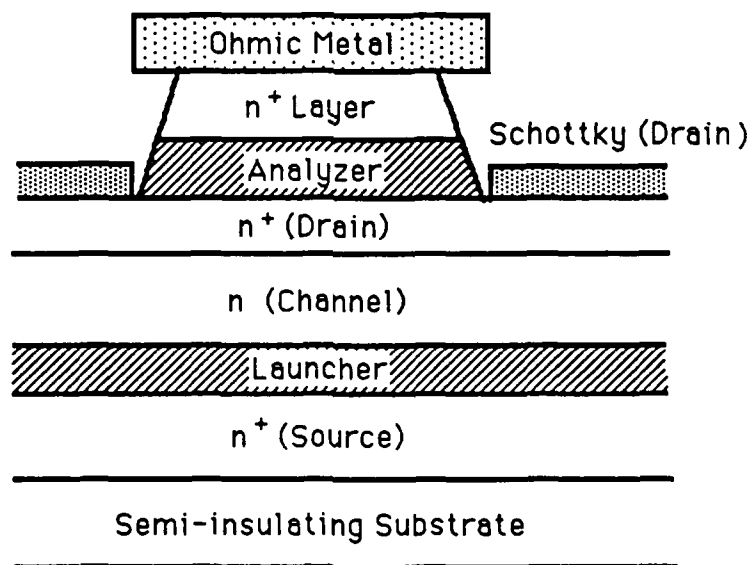 Ohmic Metal
n+ Layer
Schottky (Drain)
Analyzer
n+ (Drain)
n (Channel)
Launcher
n+ (Source)
Semi-insulating Substrate